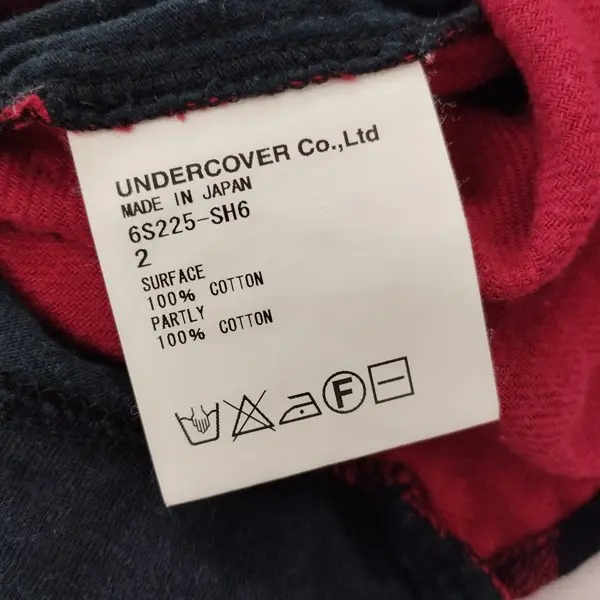 UNDERCOVER Co.,Ltd
MADE IN JAPAN
6S225-SH6
2
SURFACE
100% COTTON
PARTLY
100% COTTON
F